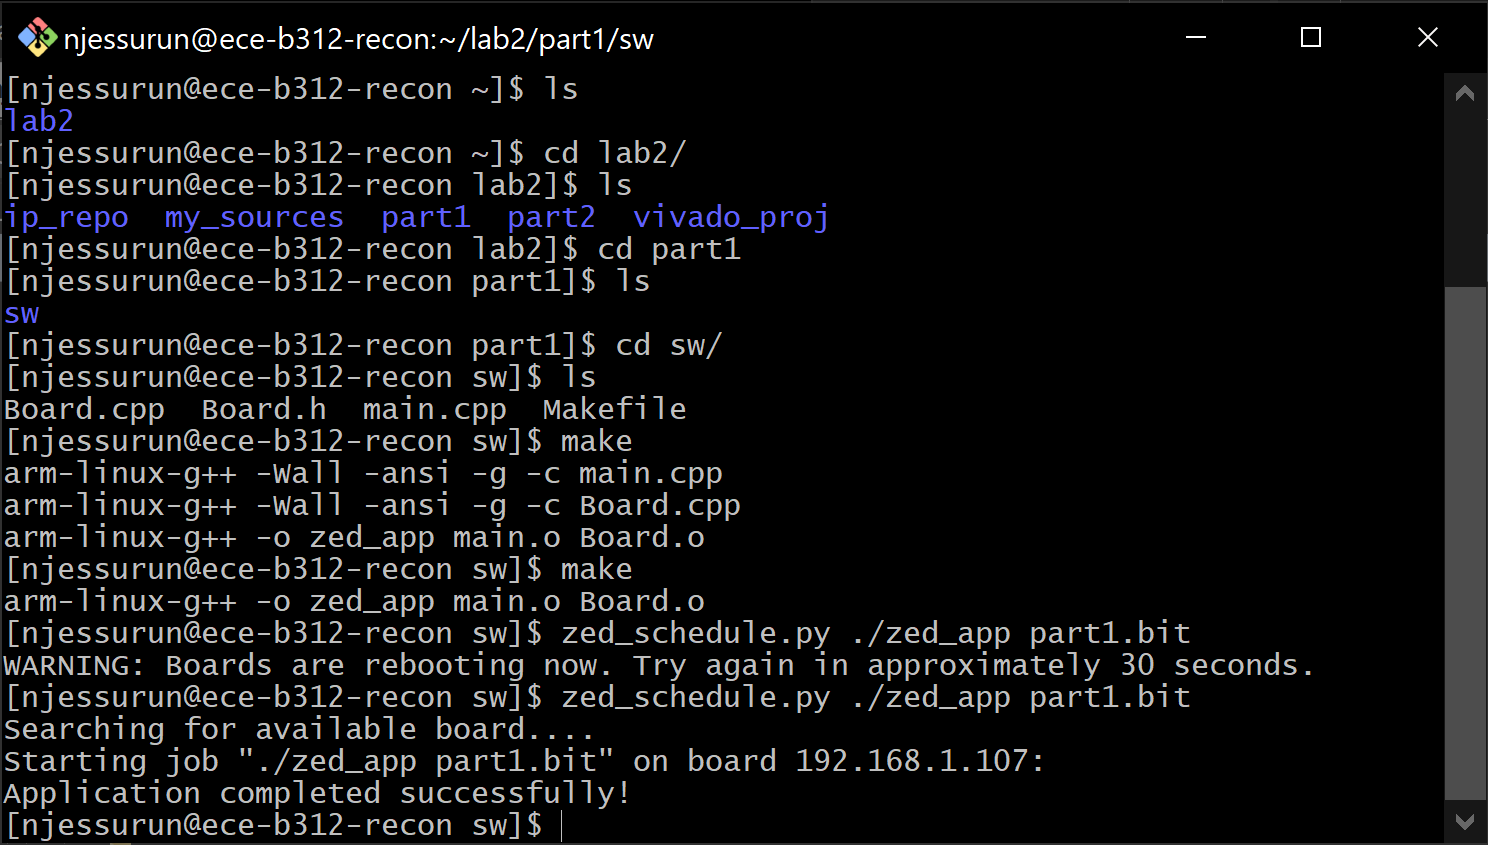 njessurun@ece-b312-recon:~/lab2/part1/sw
[njessurun@ece-b312-recon ~]$ ls
lab2
[njessurun@ece-b312-recon ~]$ cd lab2/
[njessurun@ece-b312-recon lab2]$ ls
ip_repo  my_sources  part1  part2  vivado_proj
[njessurun@ece-b312-recon lab2]$ cd part1
[njessurun@ece-b312-recon part1]$ ls
sw
[njessurun@ece-b312-recon part1]$ cd sw/
[njessurun@ece-b312-recon sw]$ ls
Board.cpp  Board.h  main.cpp  Makefile
[njessurun@ece-b312-recon sw]$ make
arm-linux-g++ -Wall -ansi -g -c main.cpp
arm-linux-g++ -Wall -ansi -g -c Board.cpp
arm-linux-g++ -o zed_app main.o Board.o
[njessurun@ece-b312-recon sw]$ make
arm-linux-g++ -o zed_app main.o Board.o
[njessurun@ece-b312-recon sw]$ zed_schedule.py ./zed_app part1.bit
WARNING: Boards are rebooting now. Try again in approximately 30 seconds.
[njessurun@ece-b312-recon sw]$ zed_schedule.py ./zed_app part1.bit
Searching for available board....
Starting job "./zed_app part1.bit" on board 192.168.1.107:
Application completed successfully!
[njessurun@ece-b312-recon sw]$